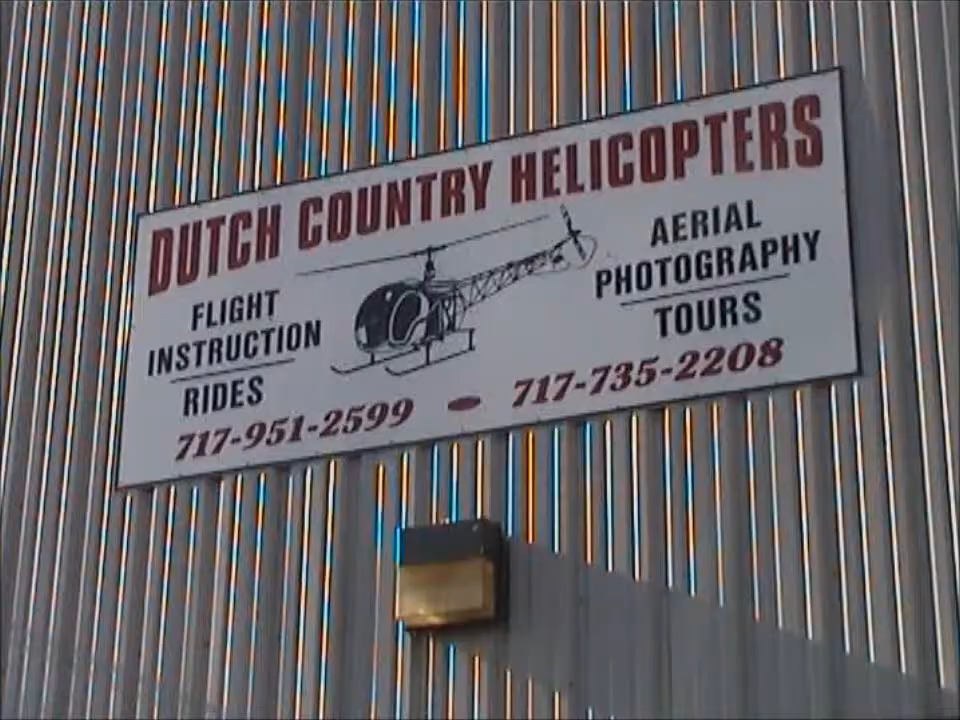 DUTCH COUNTRY HELICOPTERS
FLIGHT
INSTRUCTION
RIDES
AERIAL
PHOTOGRAPHY
TOURS
717-951-2599 - 717-735-2208